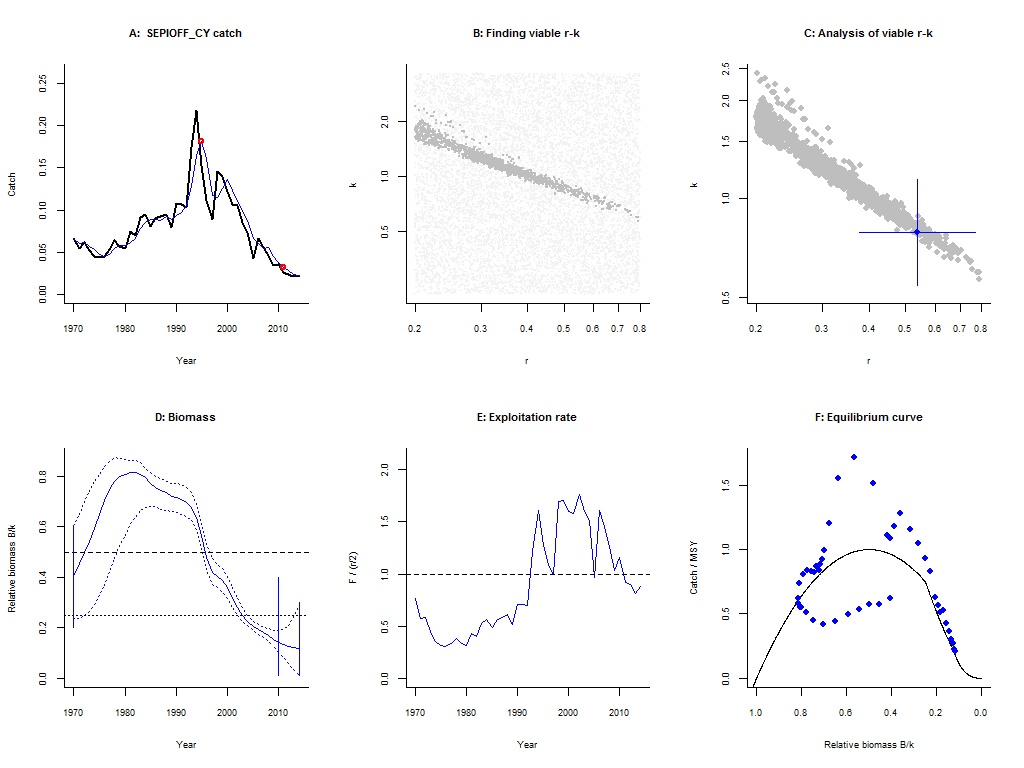 A: SEPIOFF_CY catch
Catch
0.00 0.05 0.10 0.15 0.20 0.25
1970 1980 1990 2000 2010
Year
B: Finding viable r-k
k
0.5 1.0 2.0
0.2 0.3 0.4 0.5 0.6 0.7 0.8
r
C: Analysis of viable r-k
k
0.5 1.0 1.5 2.0 2.5
0.2 0.3 0.4 0.5 0.6 0.7 0.8
r
D: Biomass
Relative biomass B/k
0.0 0.2 0.4 0.6 0.8
1970 1980 1990 2000 2010
Year
E: Exploitation rate
F / (r/2)
0.0 0.5 1.0 1.5 2.0
1970 1980 1990 2000 2010
Year
F: Equilibrium curve
Catch / MSY
0.0 0.5 1.0 1.5
1.0 0.8 0.6 0.4 0.2 0.0
Relative biomass B/k